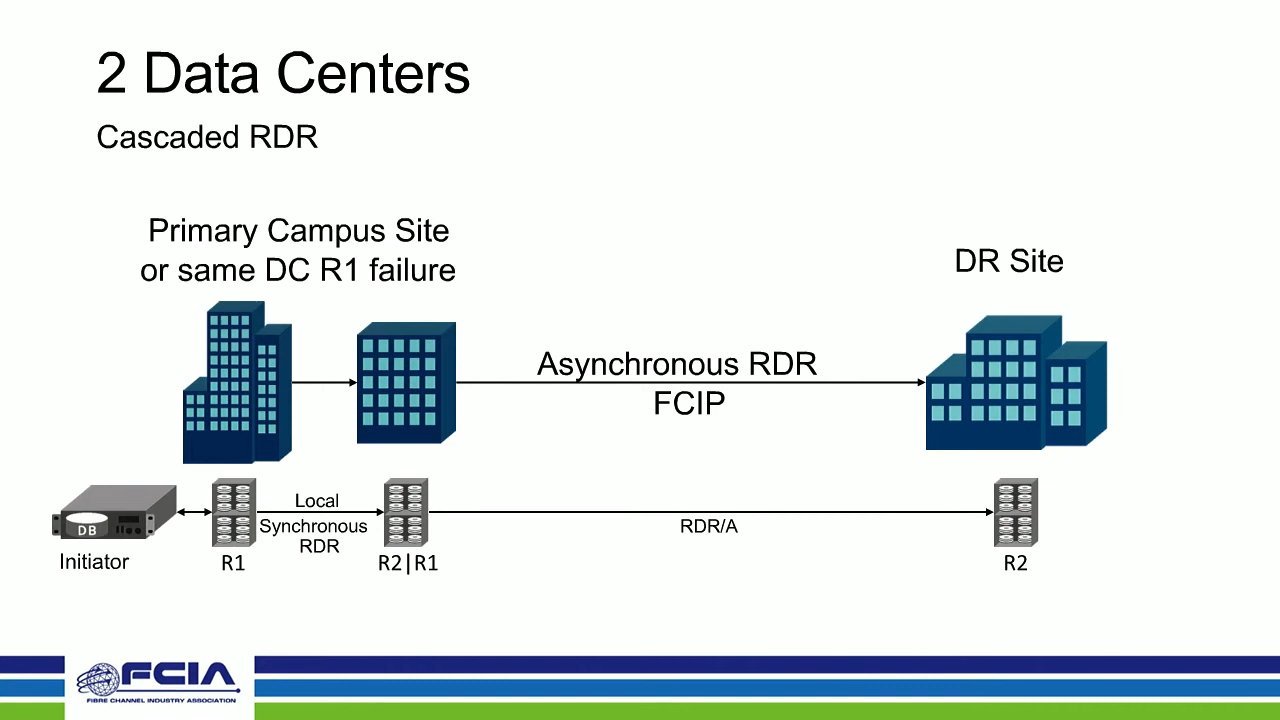 2 Data Centers
Cascaded RDR
Primary Campus Site
or same DC R1 failure
DR Site
Asynchronous RDR
FCIP
DB
Initiator
R1
Local
Synchronous
RDR
R2|R1
RDR/A
R2
FCIA
FIBRE CHANNEL INDUSTRY ASSOCIATION